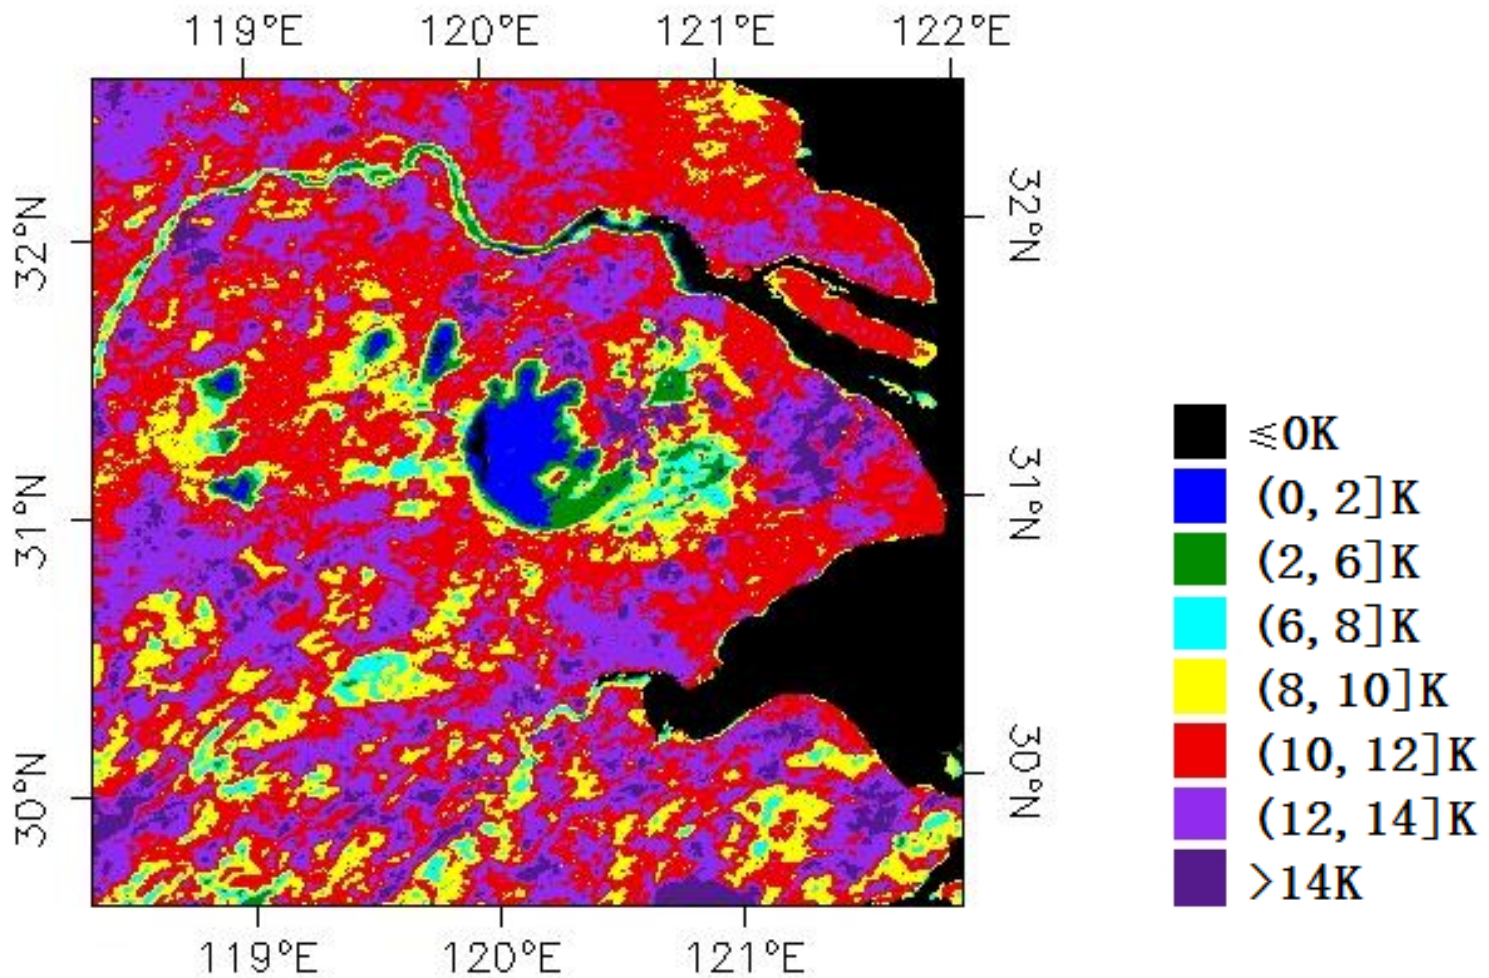 119°E 120°E 121°E 122°E
32°N
31°N
30°N
32°N
31°N
30°N
119°E 120°E 121°E
≤0K
(0, 2]K
(2, 6]K
(6, 8]K
(8, 10]K
(10, 12]K
(12, 14]K
>14K